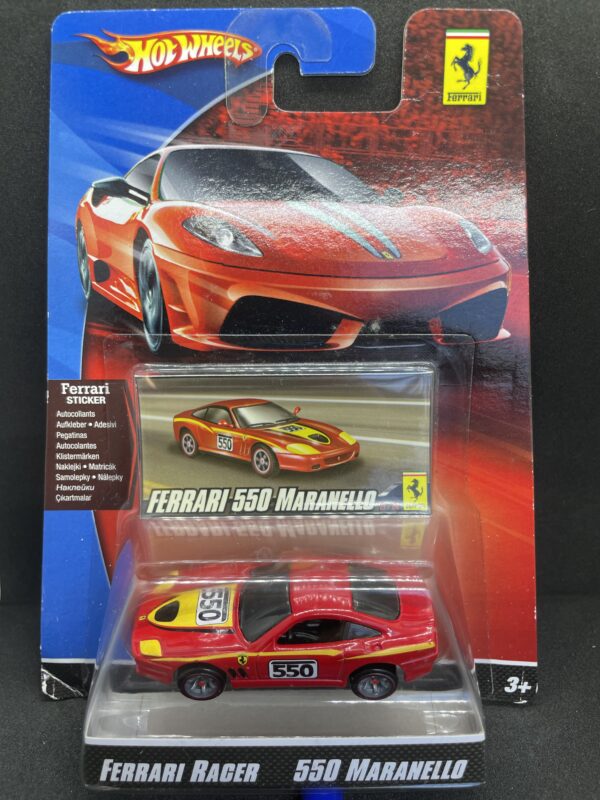 HOT WHEELS
Ferrari
Ferrari
STICKER
Autocollants
Aufkleber • Adesivi
Pegatinas
Autocolantes
Klistermärken
Naklejki • Matricák
Samolepky • Nálepky
Наклейки
Çıkartmalar
550
FERRARI 550 MARANELLO
550
550
3+
FERRARI RACER 550 MARANELLO